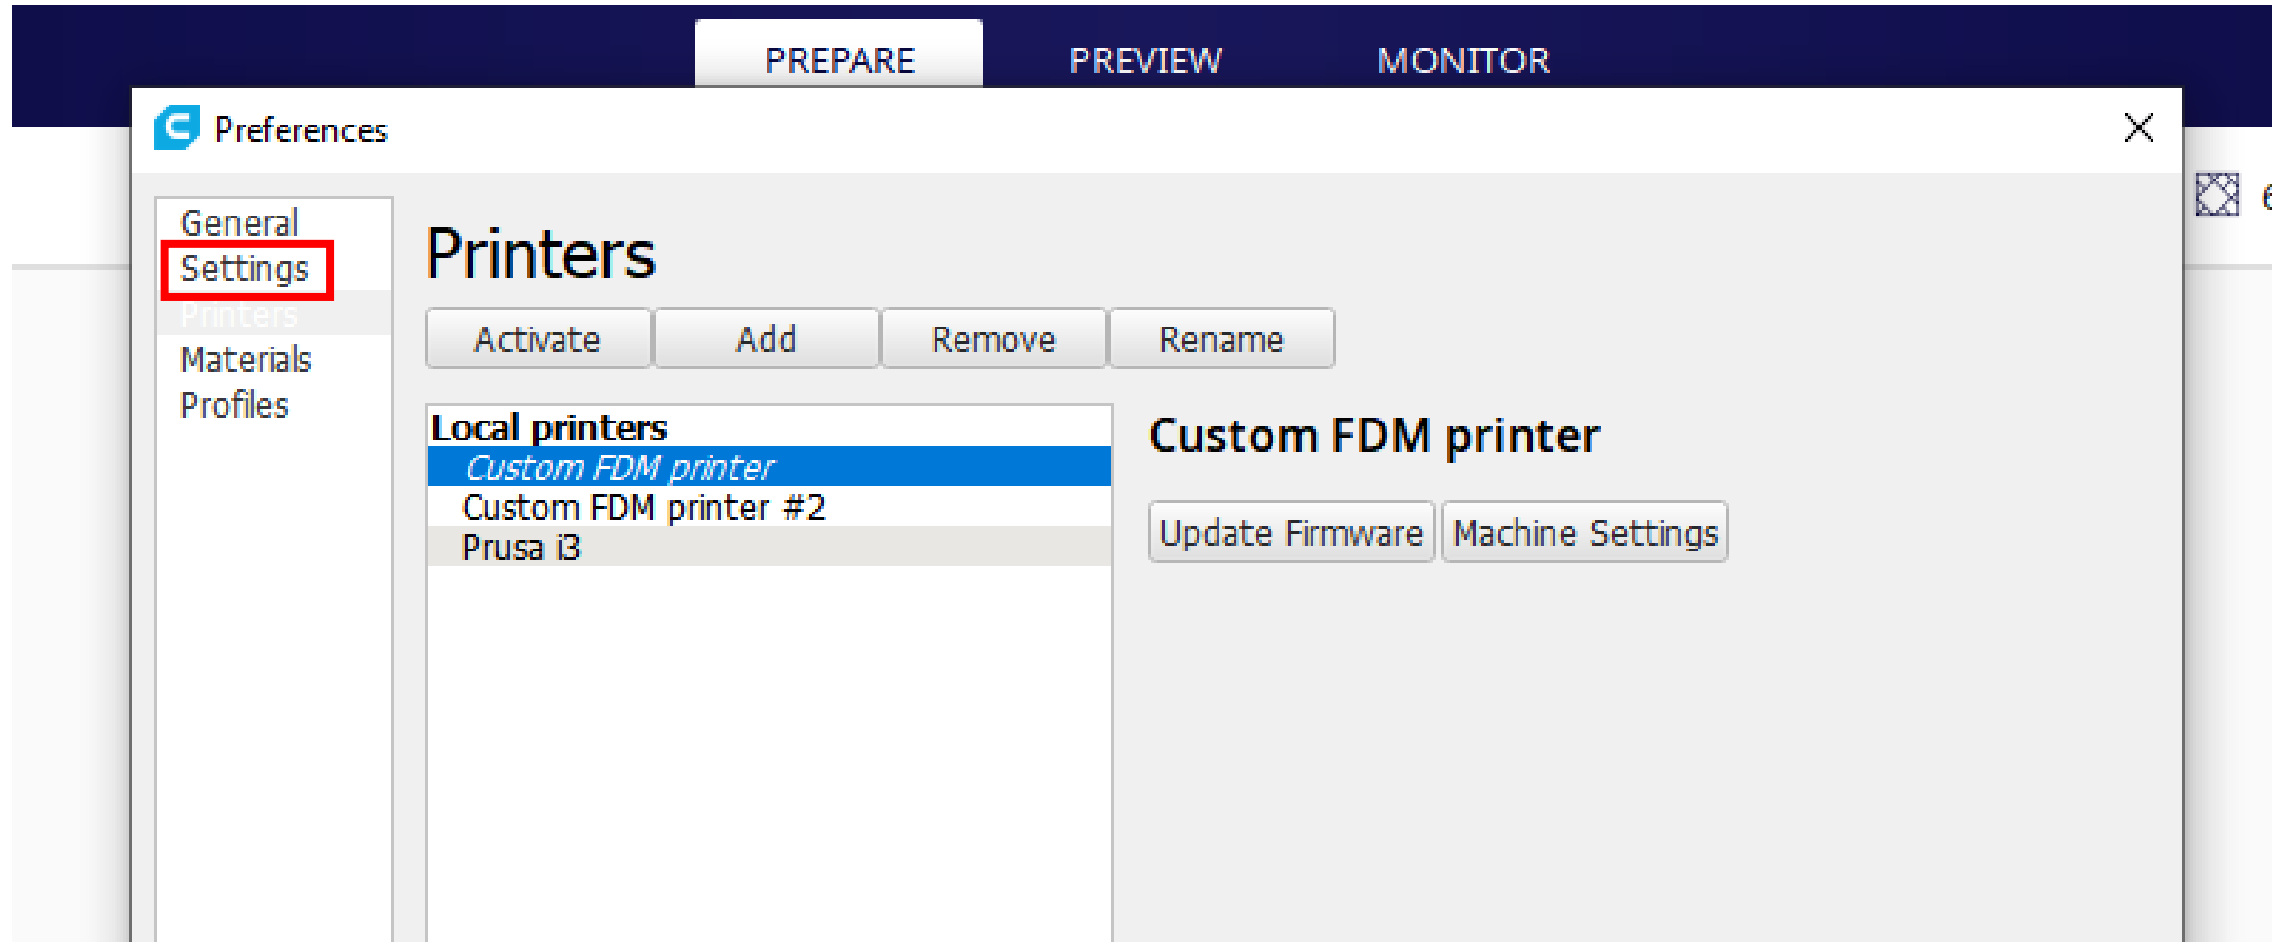 PREPARE PREVIEW MONITOR
Preferences
6
General
Settings
Printers
Materials
Profiles
Printers
Activate Add Remove Rename
Local printers
Custom FDM printer
Custom FDM printer #2
Prusa i3
Custom FDM printer
Update Firmware Machine Settings